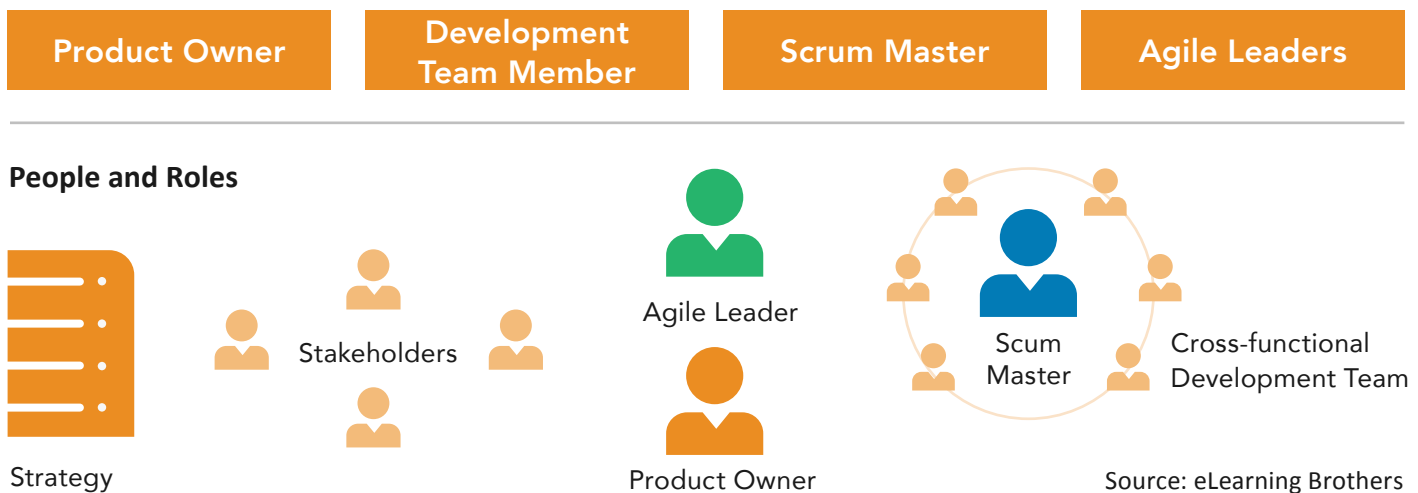 Product Owner
Development
Team Member
Scrum Master
Agile Leaders
People and Roles
Strategy
Stakeholders
Agile Leader
Product Owner
Scum
Master
Cross-functional
Development Team
Source: eLearning Brothers